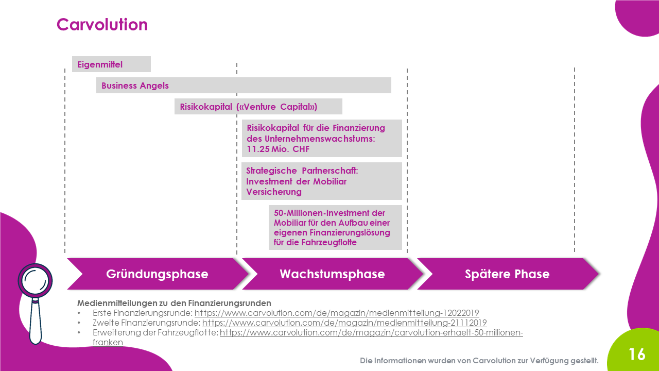 Carvolution
Eigenmittel
Business Angels
Risikokapital («Venture Capital»)
Risikokapital für die Finanzierung
des Unternehmenswachstums:
11.25 Mio. CHF
Strategische Partnerschaft:
Investment der Mobiliar
Versicherung
50-Millionen-Investment der
Mobiliar für den Aufbau einer
eigenen Finanzierungslösung
für die Fahrzeugflotte
Gründungsphase
Wachstumsphase
Spätere Phase
Medienmitteilungen zu den Finanzierungsrunden
• Erste Finanzierungsrunde: https://www.carvolution.com/de/magazin/medienmitteilung-12022019
• Zweite Finanzierungsrunde: https://www.carvolution.com/de/magazin/medienmitteilung-21112019
• Erweiterung der Fahrzeugflotte: https://www.carvolution.com/de/magazin/carvolution-erhaelt-50-millionen-
franken
Die Informationen wurden von Carvolution zur Verfügung gestellt.
16